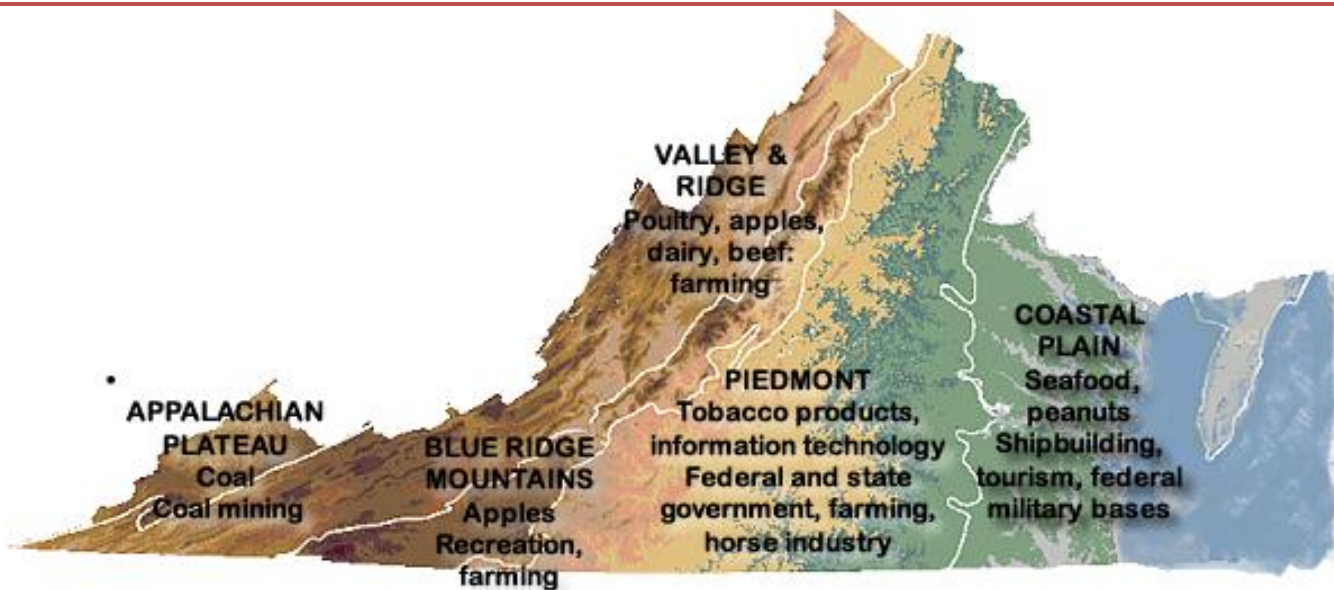 VALLEY &
RIDGE
Poultry, apples,
dairy, beef:
farming
APPALACHIAN
PLATEAU
Coal
Coal mining
BLUE RIDGE
MOUNTAINS
Apples
Recreation,
farming
PIEDMONT
Tobacco products,
information technology
Federal and state
government, farming,
horse industry
COASTAL
PLAIN
Seafood,
peanuts
Shipbuilding,
tourism, federal
military bases